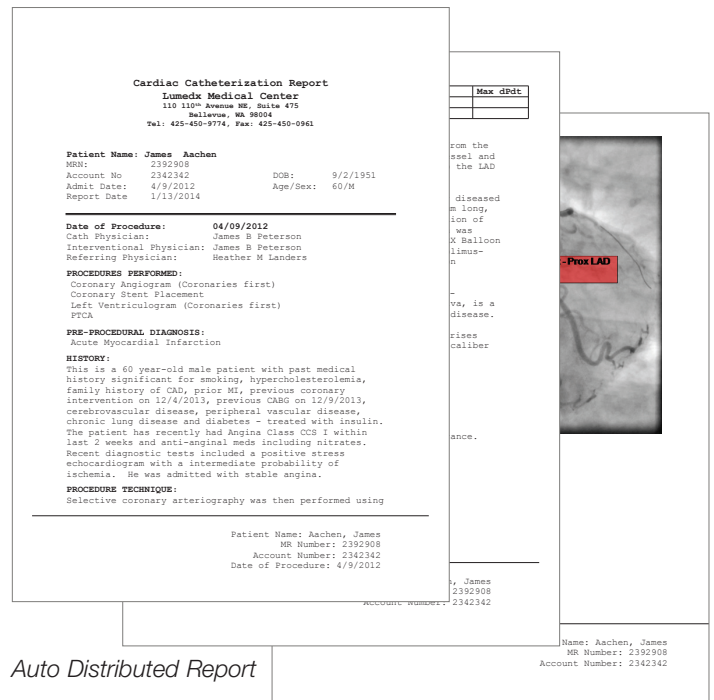 Cardiac Catheterization Report
Lumedx Medical Center
110 110th Avenue NE, Suite 475
Bellevue, WA 98004
Tel: 425-450-9774, Fax: 425-450-0961
Patient Name: James Aachen
MRN: 2392908
Account No 2342342 DOB: 9/2/1951
Admit Date: 4/9/2012 Age/Sex: 60/M
Report Date 1/13/2014
Date of Procedure: 04/09/2012
Cath Physician: James B Peterson
Interventional Physician: James B Peterson
Referring Physician: Heather M Landers
PROCEDURES PERFORMED:
Coronary Angiogram (Coronaries first)
Coronary Stent Placement
Left Ventriculogram (Coronaries first)
PTCA
PRE-PROCEDURAL DIAGNOSIS:
Acute Myocardial Infarction
HISTORY:
This is a 60 year-old male patient with past medical
history significant for smoking, hypercholesterolemia,
family history of CAD, prior MI, previous coronary
intervention on 12/4/2013, previous CABG on 12/9/2013,
cerebrovascular disease, peripheral vascular disease,
chronic lung disease and diabetes - treated with insulin.
The patient has recently had Angina Class CCS I within
last 2 weeks and anti-anginal meds including nitrates.
Recent diagnostic tests included a positive stress
echocardiogram with a intermediate probability of
ischemia. He was admitted with stable angina.
PROCEDURE TECHNIQUE:
Selective coronary arteriography was then performed using
Patient Name: Aachen, James
MR Number: 2392908
Account Number: 2342342
Date of Procedure: 4/9/2012
Max dPdt
rom the
ssel and
the LAD
diseased
m long,
ion of
was
X Balloon
limus-
n
-
va, is a
disease.
rises
caliber
ance.
n, James
2392908
Account Number: 2342342
- Prox LAD
Name: Aachen, James
MR Number: 2392908
Account Number: 2342342
Auto Distributed Report